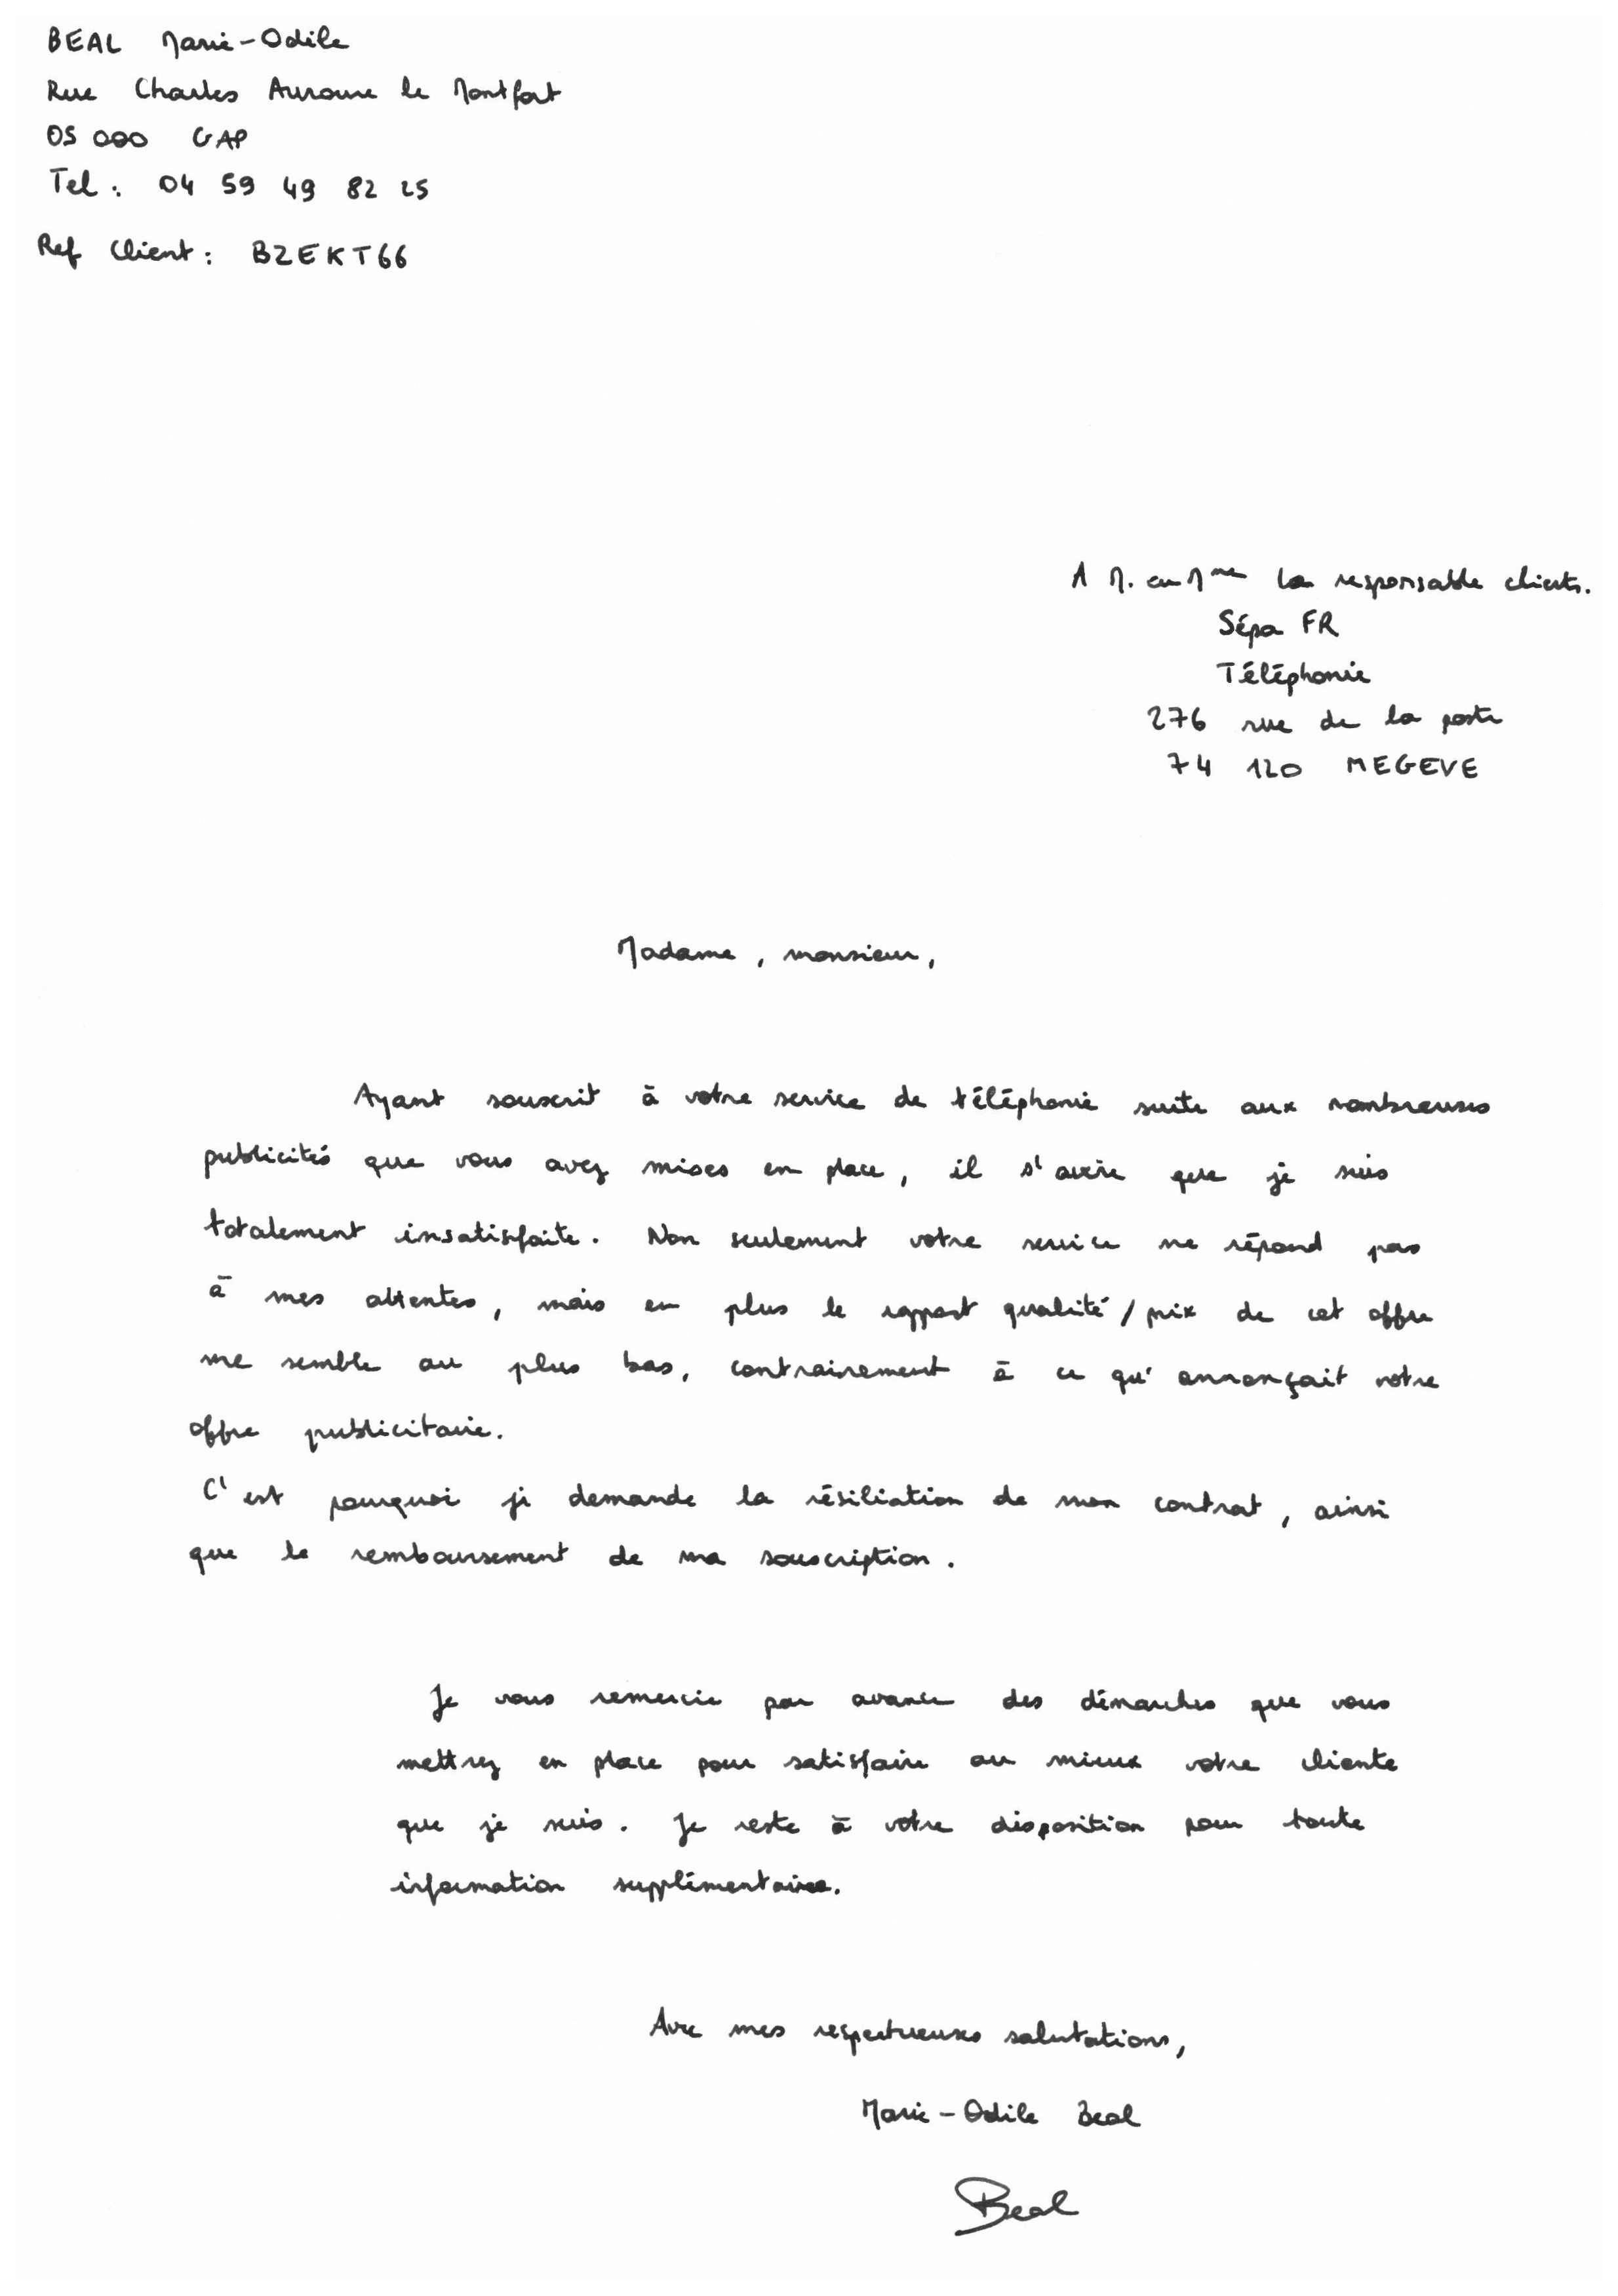 BEAL Marie-Odile
Rue Charles Aurouze le Montfort
05 000 GAP
Tel : 04 59 49 82 25
Ref Client : BZEKT66
A M. ou Mme la responsable clients.
Sépa FR
Téléphonie
276 rue de la poste
74 120 MEGEVE
Madame, monsieur,
Ayant souscrit à votre service de téléphonie suite aux nombreuses
publicités que vous avez mises en place, il s'avère que je suis
totalement insatisfaite. Non seulement votre service ne répond pas
à mes attentes, mais en plus le rapport qualité/prix de cet offre
me semble au plus bas, contrairement à ce qu'annonçait votre
offre publicitaire.
C'est pourquoi je demande la résiliation de mon contrat, ainsi
que le remboursement de ma souscription.
Je vous remercie par avance des démarches que vous
mettrez en place pour satisfaire au mieux votre cliente
que je suis. Je reste à votre disposition pour toute
information supplémentaire.
Avec mes respectueuses salutations,
Marie-Odile Beal
Beal